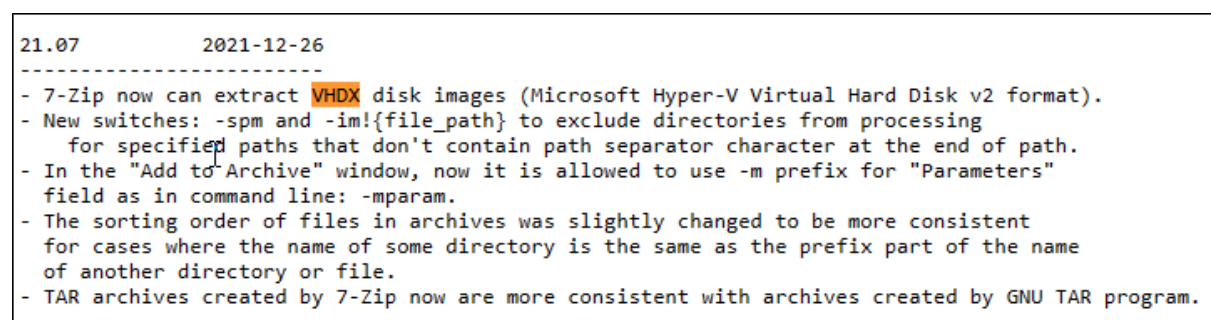 21.07          2021-12-26
-------------------------
- 7-Zip now can extract VHDX disk images (Microsoft Hyper-V Virtual Hard Disk v2 format).
- New switches: -spm and -im!{file_path} to exclude directories from processing
    for specified paths that don't contain path separator character at the end of path.
- In the "Add to Archive" window, now it is allowed to use -m prefix for "Parameters"
  field as in command line: -mparam.
- The sorting order of files in archives was slightly changed to be more consistent
  for cases where the name of some directory is the same as the prefix part of the name
  of another directory or file.
- TAR archives created by 7-Zip now are more consistent with archives created by GNU TAR program.